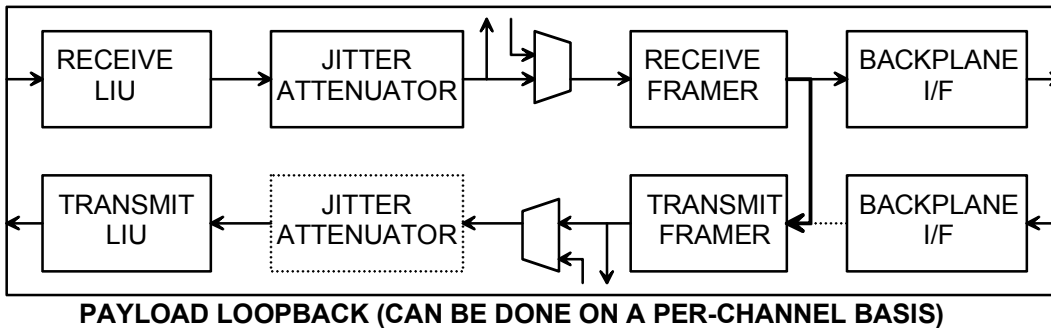 RECEIVE
LIU
JITTER
ATTENUATOR
RECEIVE
FRAMER
BACKPLANE
I/F
TRANSMIT
LIU
JITTER
ATTENUATOR
TRANSMIT
FRAMER
BACKPLANE
I/F
PAYLOAD LOOPBACK (CAN BE DONE ON A PER-CHANNEL BASIS)